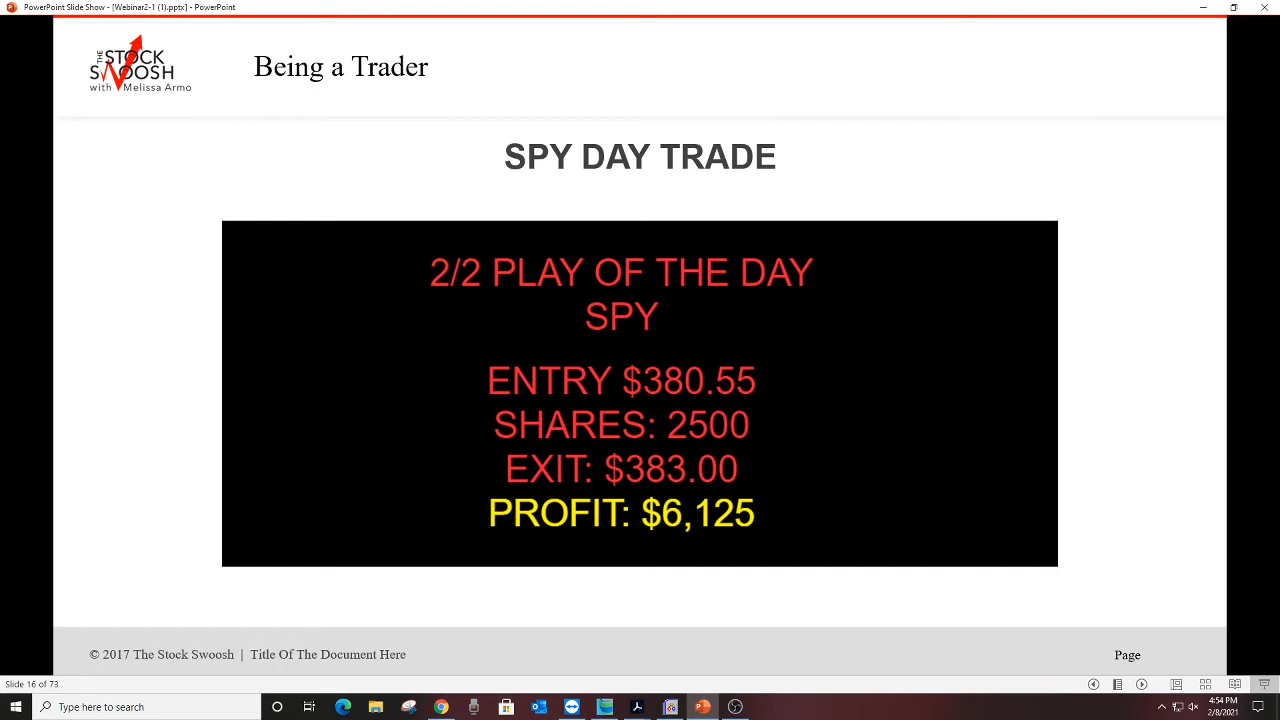 PowerPoint Slide Show - [Webinar2-1 (1).pptx] - PowerPoint
THE STOCK
SWOOSH
with Melissa Armo
Being a Trader
SPY DAY TRADE
2/2 PLAY OF THE DAY
SPY
ENTRY $380.55
SHARES: 2500
EXIT: $383.00
PROFIT: $6,125
© 2017 The Stock Swoosh | Title Of The Document Here
Page
Slide 16 of 73
Type here to search
4:54 PM
2/8/2021